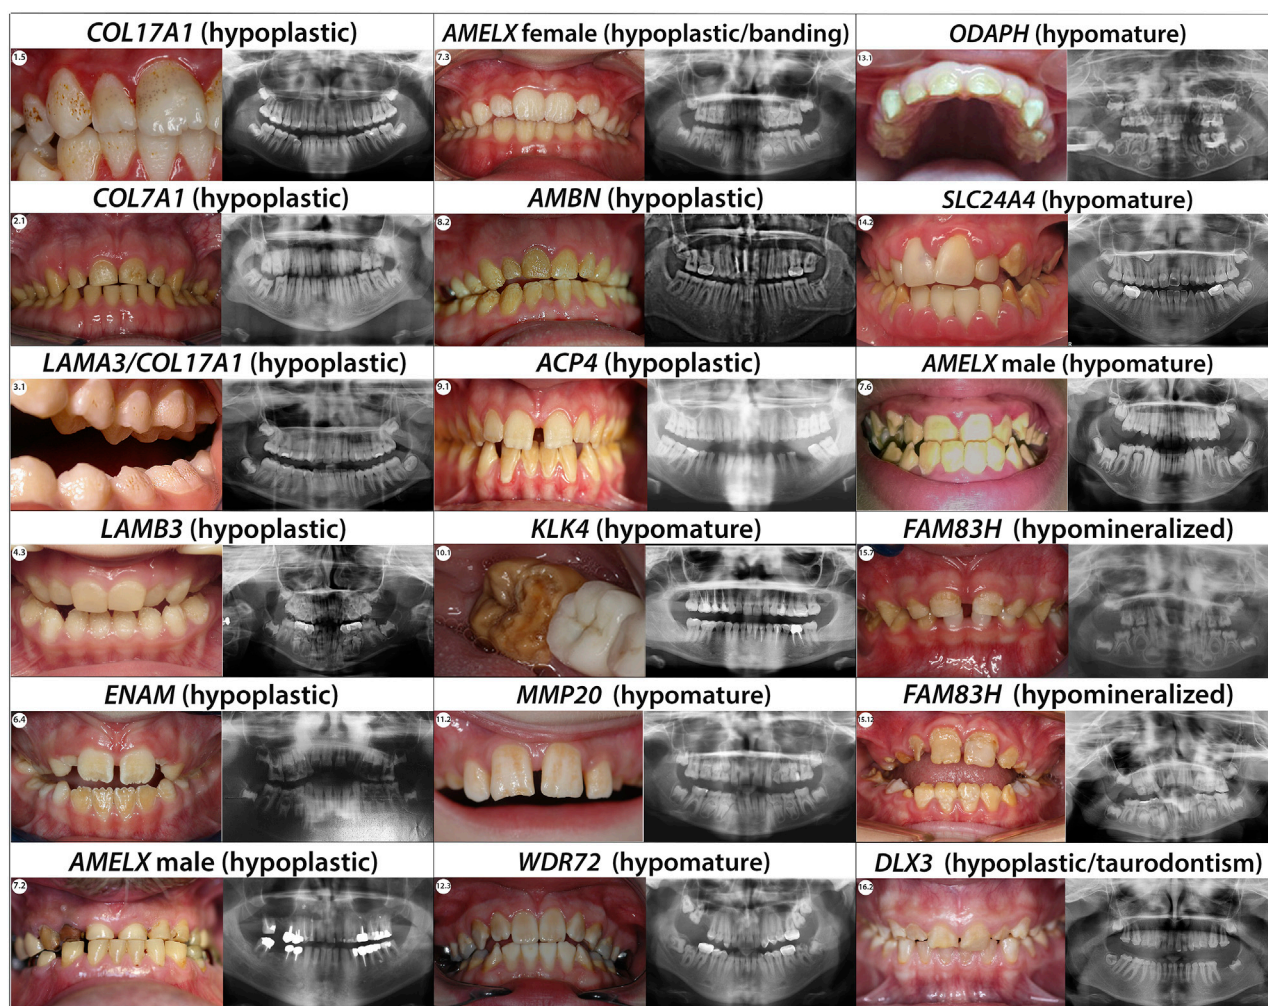 COL17A1 (hypoplastic)
1.5
AMELX female (hypoplastic/banding)
7.3
ODAPH (hypomature)
13.1
COL7A1 (hypoplastic)
2.1
AMBN (hypoplastic)
8.2
SLC24A4 (hypomature)
14.2
LAMA3/COL17A1 (hypoplastic)
3.1
ACP4 (hypoplastic)
9.1
AMELX male (hypomature)
7.6
LAMB3 (hypoplastic)
4.3
KLK4 (hypomature)
10.1
FAM83H (hypomineralized)
15.7
ENAM (hypoplastic)
6.4
MMP20 (hypomature)
11.2
FAM83H (hypomineralized)
15.12
AMELX male (hypoplastic)
7.2
WDR72 (hypomature)
12.3
DLX3 (hypoplastic/taurodontism)
16.2